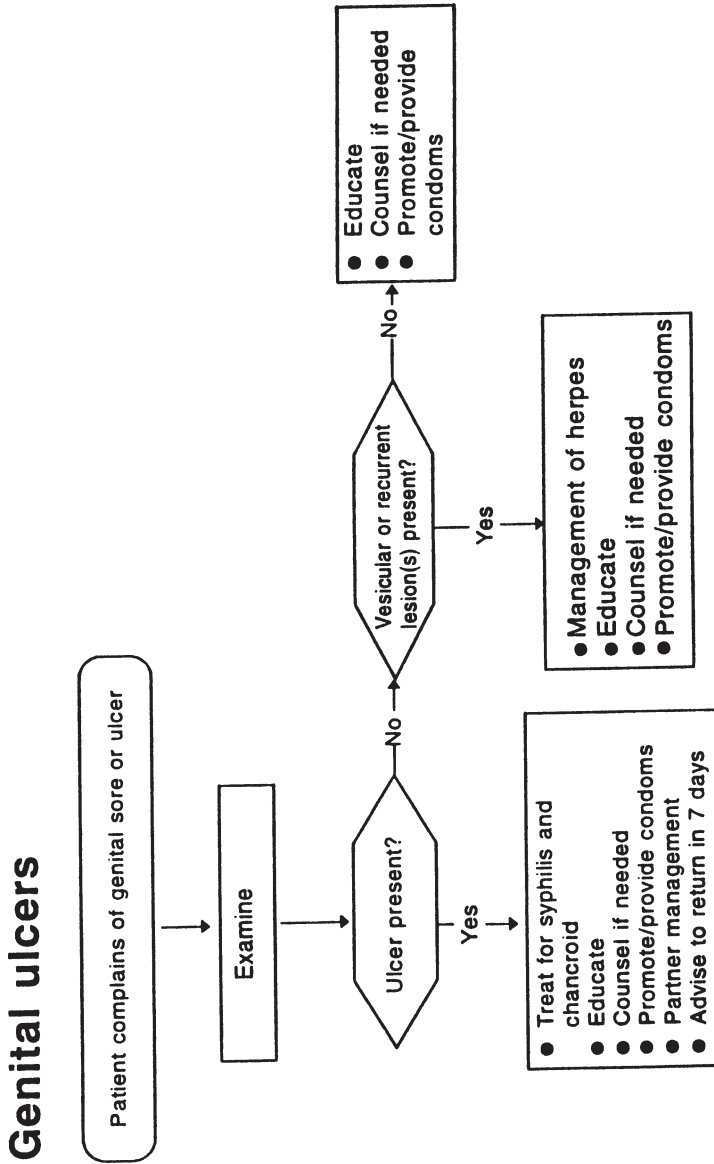 Genital ulcers
Patient complains of genital sore or ulcer
Examine
Ulcer present?
Yes
● Treat for syphilis and
chancroid
● Educate
● Counsel if needed
● Promote/provide condoms
● Partner management
● Advise to return in 7 days
No
Vesicular or recurrent
lesion(s) present?
Yes
● Management of herpes
● Educate
● Counsel if needed
● Promote/provide condoms
No
● Educate
● Counsel if needed
● Promote/provide
condoms